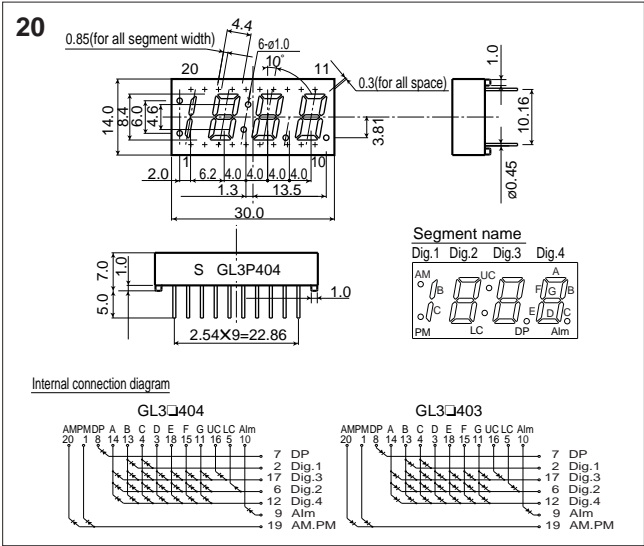 20
0.85(for all segment width)
4.4
6-ø1.0
10°
20
11
0.3(for all space)
1.0
14.0
8.4
6.0
4.6
3.81
10.16
ø0.45
1
10
2.0
6.2
4.0
4.0
4.0
4.0
1.3
13.5
30.0
Segment name
Dig.1 Dig.2 Dig.3 Dig.4
AM
UC
A
B
F
G
B
C
E
D
C
PM
LC
DP
Alm
7.0
1.0
5.0
S GL3P404
1.0
2.54X9=22.86
Internal connection diagram
GL3□404
AM PM DP A B C D E F G UC LC Alm
20 1 8 14 13 4 3 18 15 11 16 5 10
7 DP
2 Dig.1
17 Dig.3
6 Dig.2
12 Dig.4
9 Alm
19 AM.PM
GL3□403
AM PM DP A B C D E F G UC LC Alm
20 1 8 14 13 4 3 18 15 11 16 5 10
7 DP
2 Dig.1
17 Dig.3
6 Dig.2
12 Dig.4
9 Alm
19 AM.PM